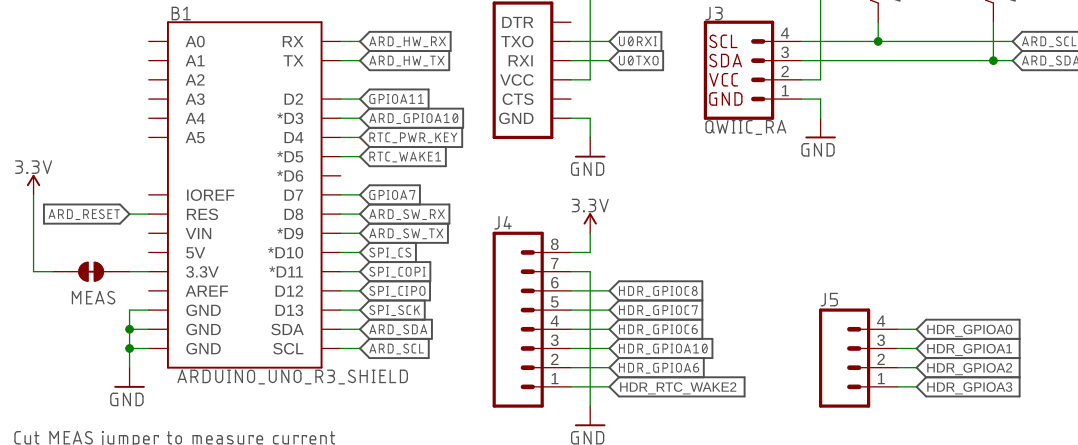 B1
A0
A1
A2
A3
A4
A5
IOREF
RES
VIN
5V
3.3V
AREF
GND
GND
GND
RX
TX
D2
*D3
D4
*D5
*D6
D7
D8
*D9
*D10
*D11
D12
D13
SDA
SCL
ARD_HW_RX
ARD_HW_TX
GPIOA11
ARD_GPIOA10
RTC_PWR_KEY
RTC_WAKE1
GPIOA7
ARD_SW_RX
ARD_SW_TX
SPI_CS
SPI_COPI
SPI_CIPO
SPI_SCK
ARD_SDA
ARD_SCL
ARDUINO_UNO_R3_SHIELD
3.3V
ARD_RESET
MEAS
GND
Cut MEAS jumper to measure current
DTR
TXO
RXI
VCC
CTS
GND
U0RXI
U0TXO
GND
J3
SCL
SDA
VCC
GND
4
3
2
1
QWIIC_RA
GND
ARD_SCL
ARD_SDA
J4
3.3V
8
7
6
5
4
3
2
1
HDR_GPIOC8
HDR_GPIOC7
HDR_GPIOC6
HDR_GPIOA10
HDR_GPIOA6
HDR_RTC_WAKE2
GND
J5
4
3
2
1
HDR_GPIOA0
HDR_GPIOA1
HDR_GPIOA2
HDR_GPIOA3